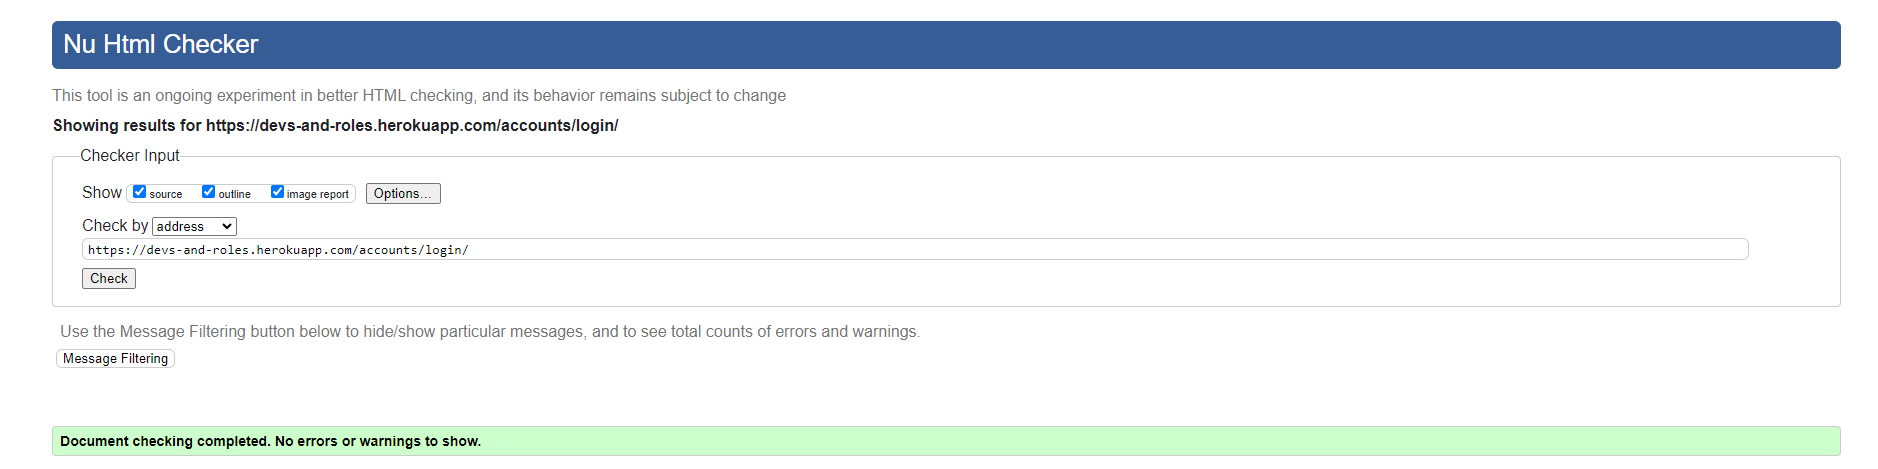 Nu Html Checker
This tool is an ongoing experiment in better HTML checking, and its behavior remains subject to change
Showing results for https://devs-and-roles.herokuapp.com/accounts/login/
Checker Input
Show source outline image report Options...
Check by address
https://devs-and-roles.herokuapp.com/accounts/login/
Check
Use the Message Filtering button below to hide/show particular messages, and to see total counts of errors and warnings.
Message Filtering
Document checking completed. No errors or warnings to show.